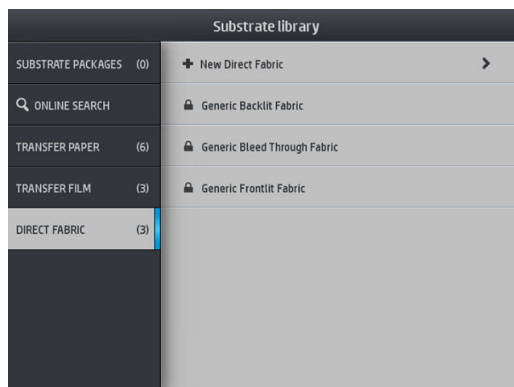 Substrate library
SUBSTRATE PACKAGES (0)
ONLINE SEARCH
TRANSFER PAPER (6)
TRANSFER FILM (3)
DIRECT FABRIC (3)
New Direct Fabric
Generic Backlit Fabric
Generic Bleed Through Fabric
Generic Frontlit Fabric